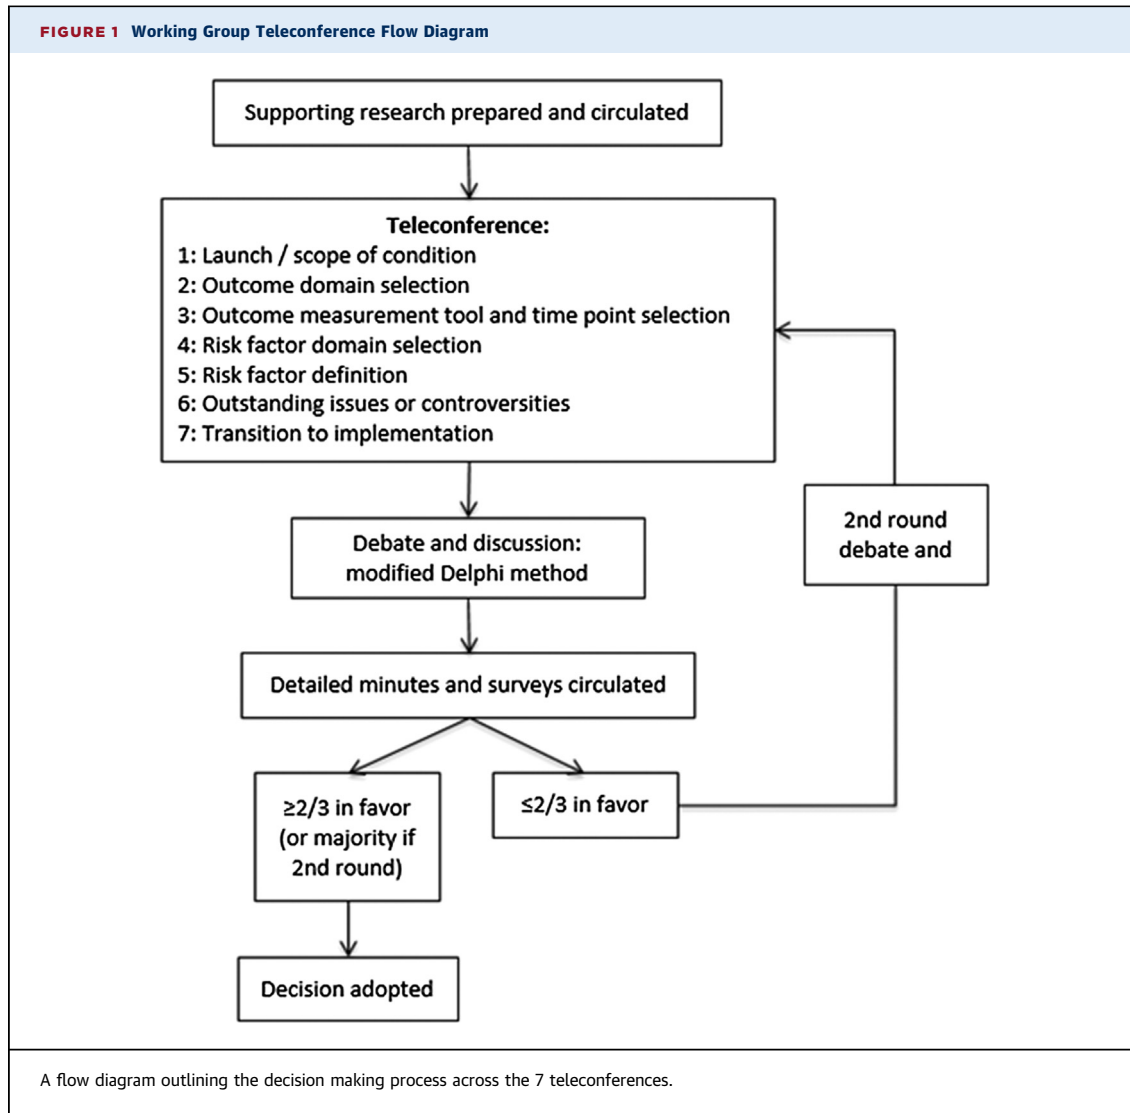 FIGURE 1 Working Group Teleconference Flow Diagram
Supporting research prepared and circulated
Teleconference:
1: Launch / scope of condition
2: Outcome domain selection
3: Outcome measurement tool and time point selection
4: Risk factor domain selection
5: Risk factor definition
6: Outstanding issues or controversities
7: Transition to implementation
2nd round
debate and
Debate and discussion:
modified Delphi method
Detailed minutes and surveys circulated
≥2/3 in favor
(or majority if
2nd round)
≤2/3 in favor
Decision adopted
A flow diagram outlining the decision making process across the 7 teleconferences.